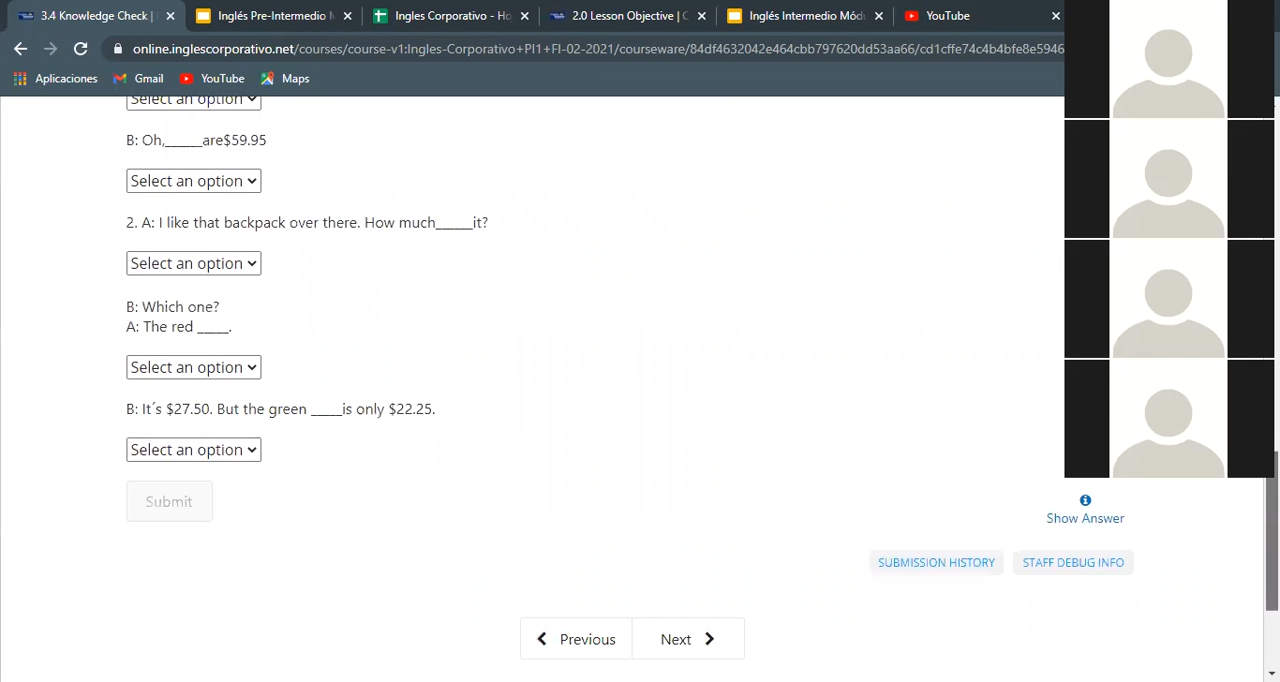 3.4 Knowledge Check |
Inglés Pre-Intermedio M
Ingles Corporativo - Ho
2.0 Lesson Objective | C
Inglés Intermedio Mód
YouTube
online.inglescorporativo.net/courses/course-v1:Ingles-Corporativo+PI1+FI-02-2021/courseware/84df4632042e464cbb797620dd53aa66/cd1cffe74c4b4bfe8e5946
Aplicaciones Gmail YouTube Maps
Select an option
B: Oh,______are$59.95
Select an option
2. A: I like that backpack over there. How much______it?
Select an option
B: Which one?
A: The red _____.
Select an option
B: It´s $27.50. But the green _____is only $22.25.
Select an option
Submit
Show Answer
SUBMISSION HISTORY STAFF DEBUG INFO
Previous Next